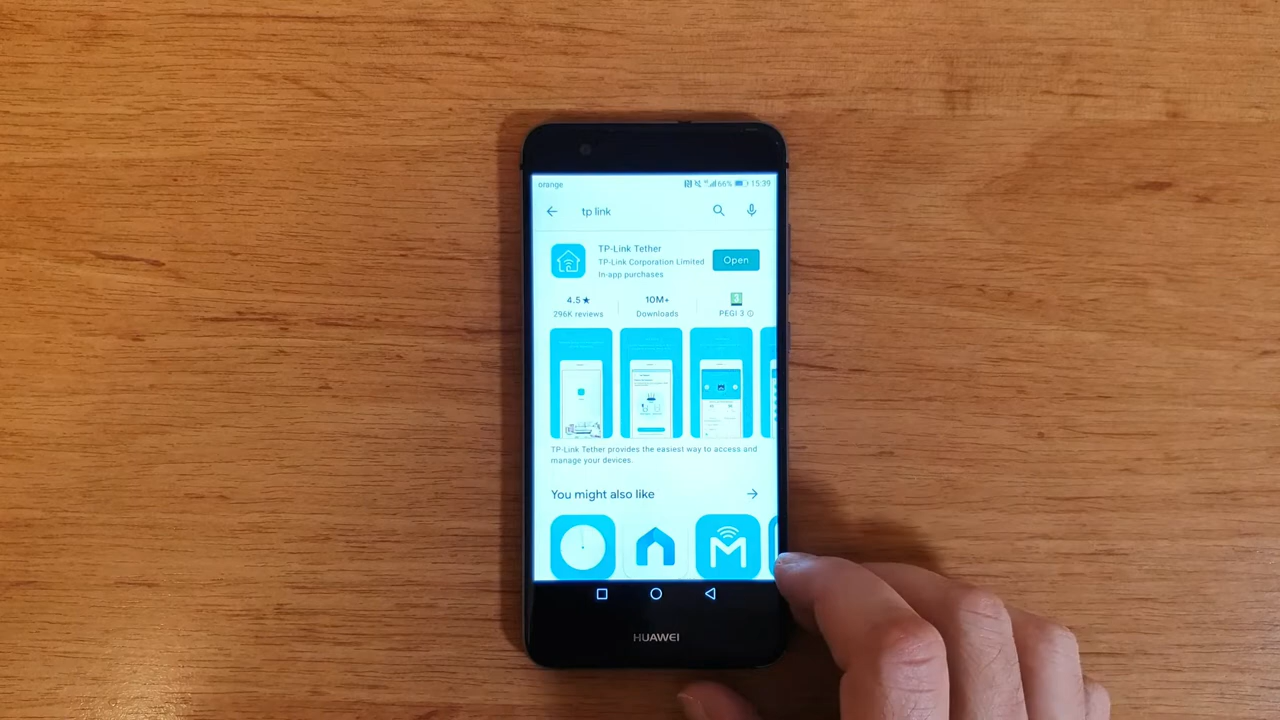 orange 66% 15:39
tp link
TP-Link Tether
TP-Link Corporation Limited
In-app purchases
Open
4.5★ 10M+ 3
296K reviews Downloads PEGI 3
TP-Link Tether provides the easiest way to access and
manage your devices.
You might also like
M
HUAWEI